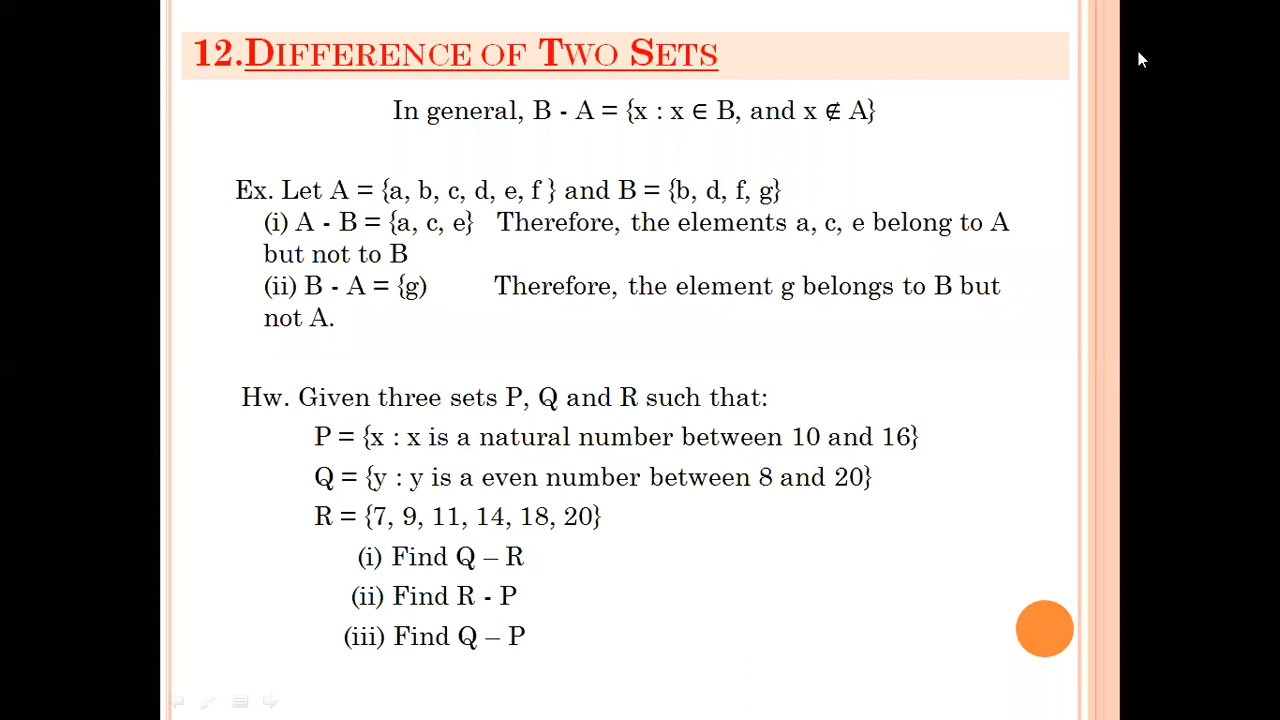 12.DIFFERENCE OF TWO SETS
In general, B - A = {x : x ∈ B, and x ∉ A}
Ex. Let A = {a, b, c, d, e, f } and B = {b, d, f, g}
(i) A - B = {a, c, e} Therefore, the elements a, c, e belong to A
but not to B
(ii) B - A = {g) Therefore, the element g belongs to B but
not A.
Hw. Given three sets P, Q and R such that:
P = {x : x is a natural number between 10 and 16}
Q = {y : y is a even number between 8 and 20}
R = {7, 9, 11, 14, 18, 20}
(i) Find Q – R
(ii) Find R - P
(iii) Find Q – P